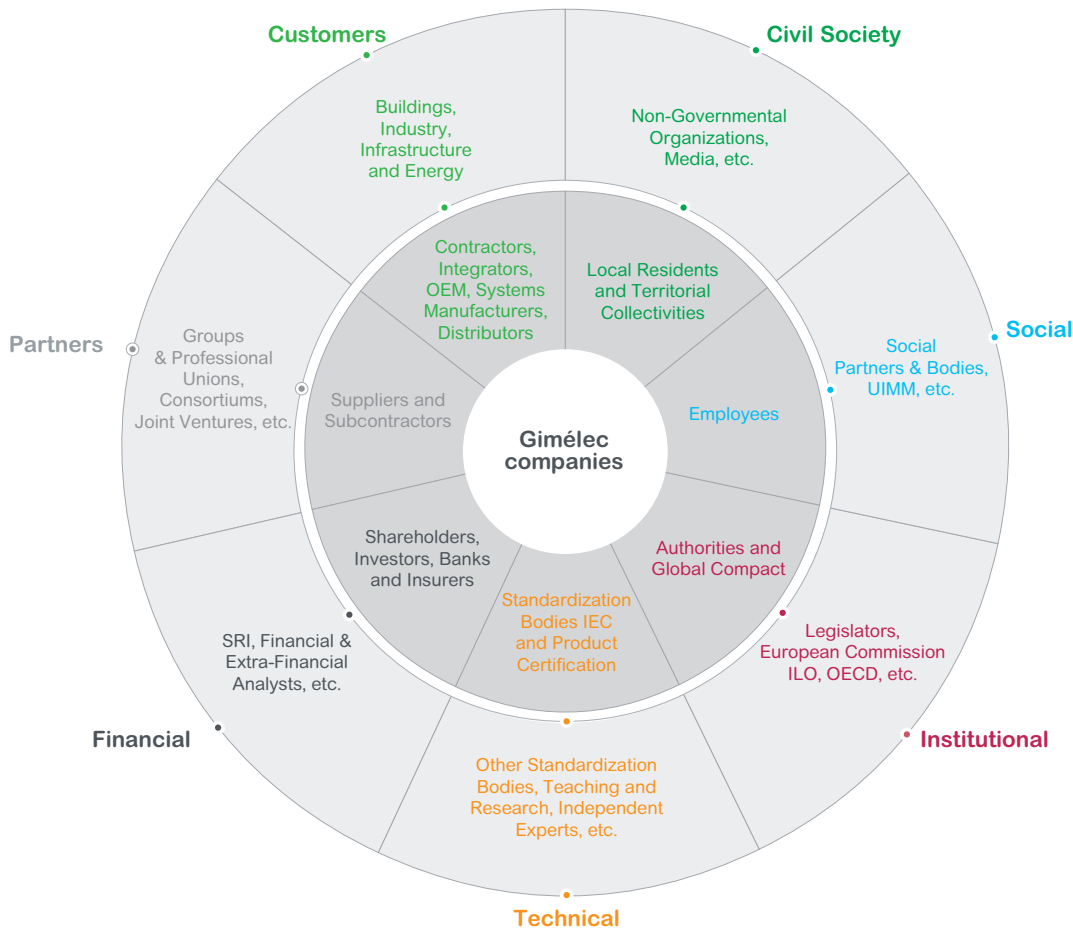 Customers
Civil Society
Buildings,
Industry,
Infrastructure
and Energy
Non-Governmental
Organizations,
Media, etc.
Contractors,
Integrators,
OEM, Systems
Manufacturers,
Distributors
Local Residents
and Territorial
Collectivities
Partners
Groups
& Professional
Unions,
Consortiums,
Joint Ventures, etc.
Suppliers and
Subcontractors
Gimélec
companies
Employees
Social
Partners & Bodies,
UIMM, etc.
Social
Shareholders,
Investors, Banks
and Insurers
Standardization
Bodies IEC
and Product
Certification
Authorities and
Global Compact
SRI, Financial &
Extra-Financial
Analysts, etc.
Legislators,
European Commission
ILO, OECD, etc.
Financial
Institutional
Other Standardization
Bodies, Teaching and
Research, Independent
Experts, etc.
Technical